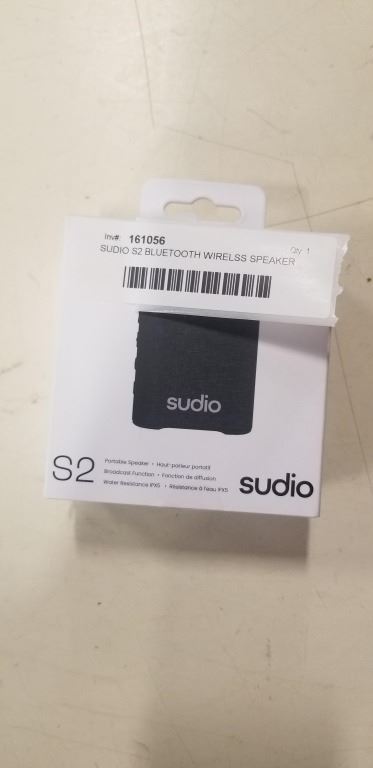 Inv#: 161056
SUDIO S2 BLUETOOTH WIRELSS SPEAKER
Qty: 1
sudio
S2
Portable Speaker • Haut-parleur portatif
Broadcast Function • Fonction de diffusion
Water Resistance IPX5 • Résistance à l'eau IPX5
sudio